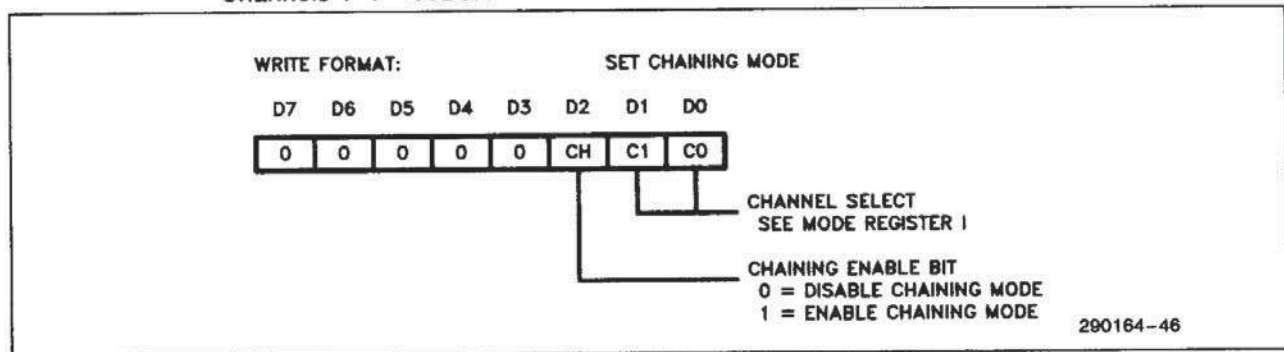 WRITE FORMAT: SET CHAINING MODE
D7 D6 D5 D4 D3 D2 D1 D0
0 0 0 0 0 CH C1 C0
CHANNEL SELECT
SEE MODE REGISTER I
CHAINING ENABLE BIT
0 = DISABLE CHAINING MODE
1 = ENABLE CHAINING MODE
290164-46